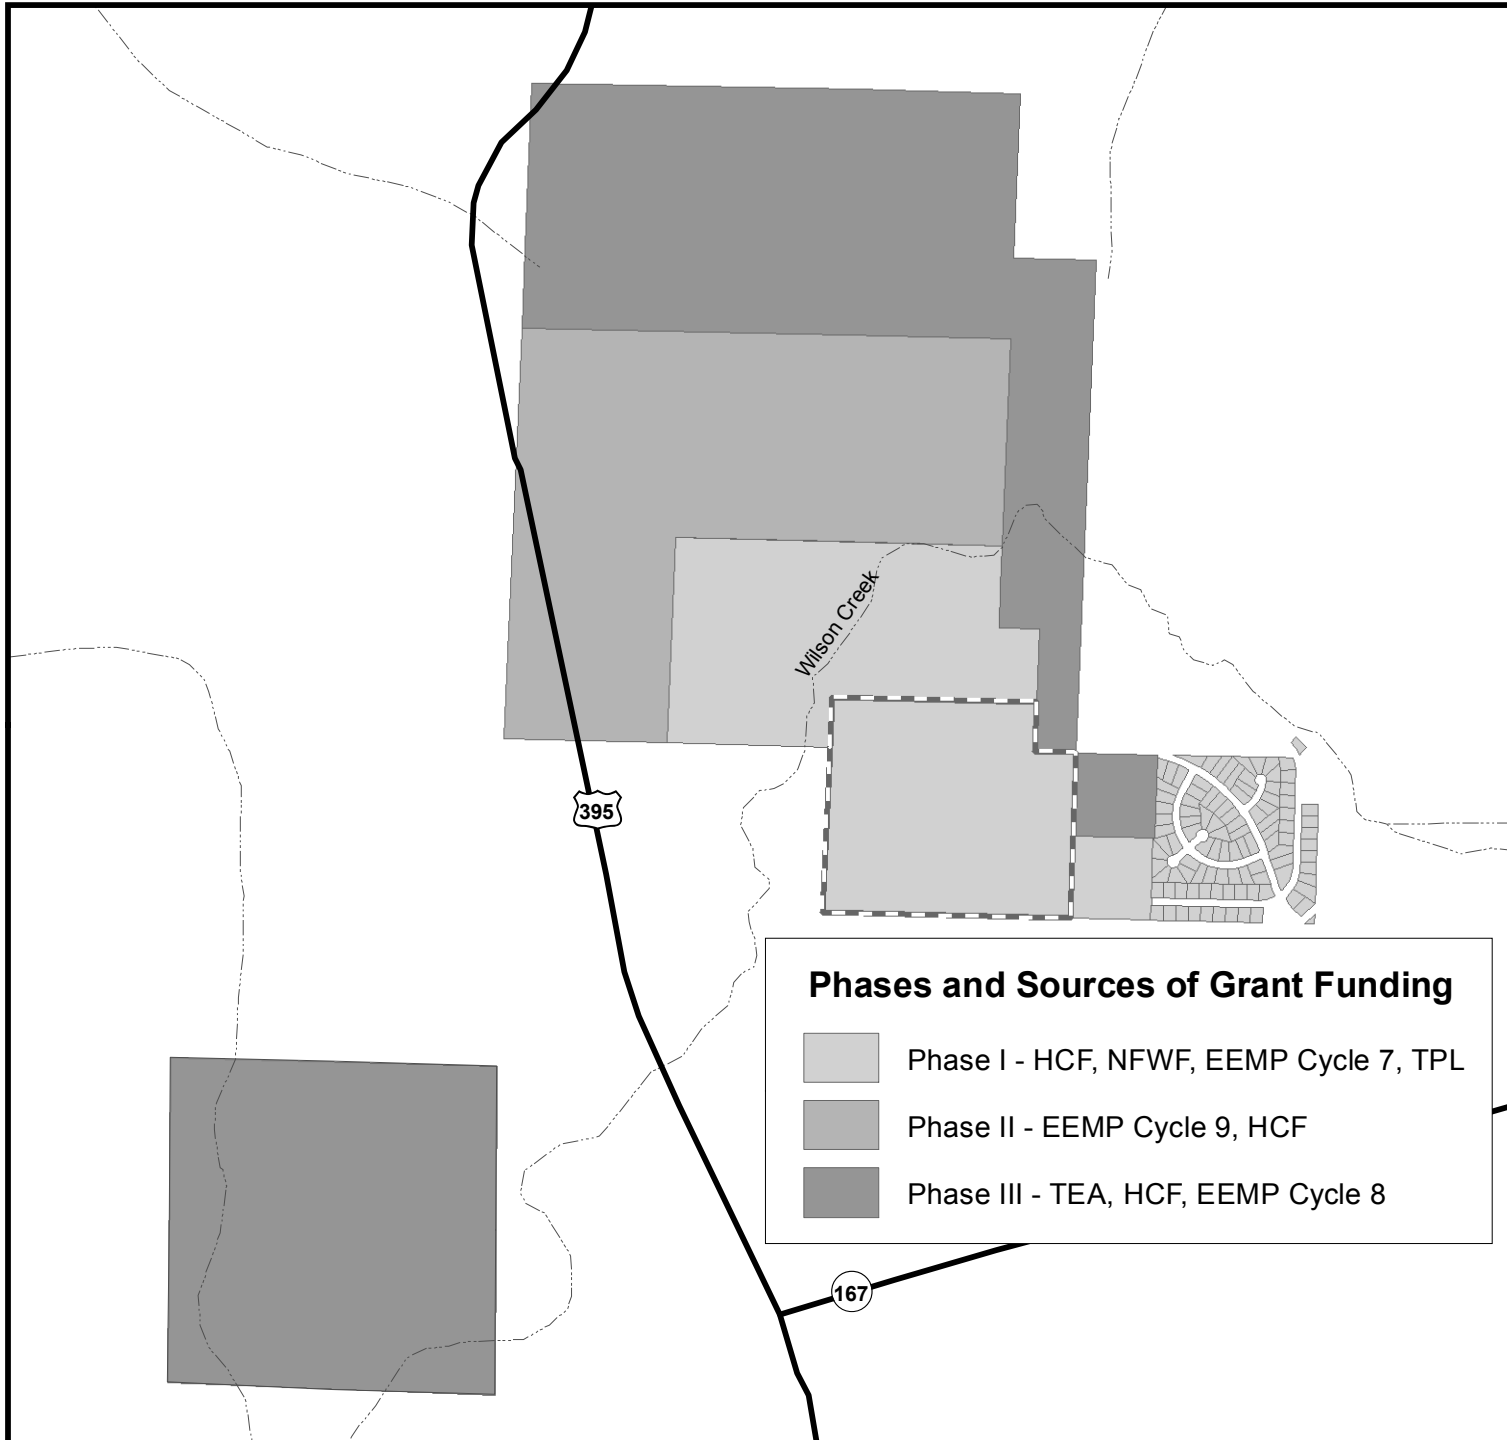 Wilson Creek
395
Phases and Sources of Grant Funding
Phase I - HCF, NFWF, EEMP Cycle 7, TPL
Phase II - EEMP Cycle 9, HCF
Phase III - TEA, HCF, EEMP Cycle 8
167